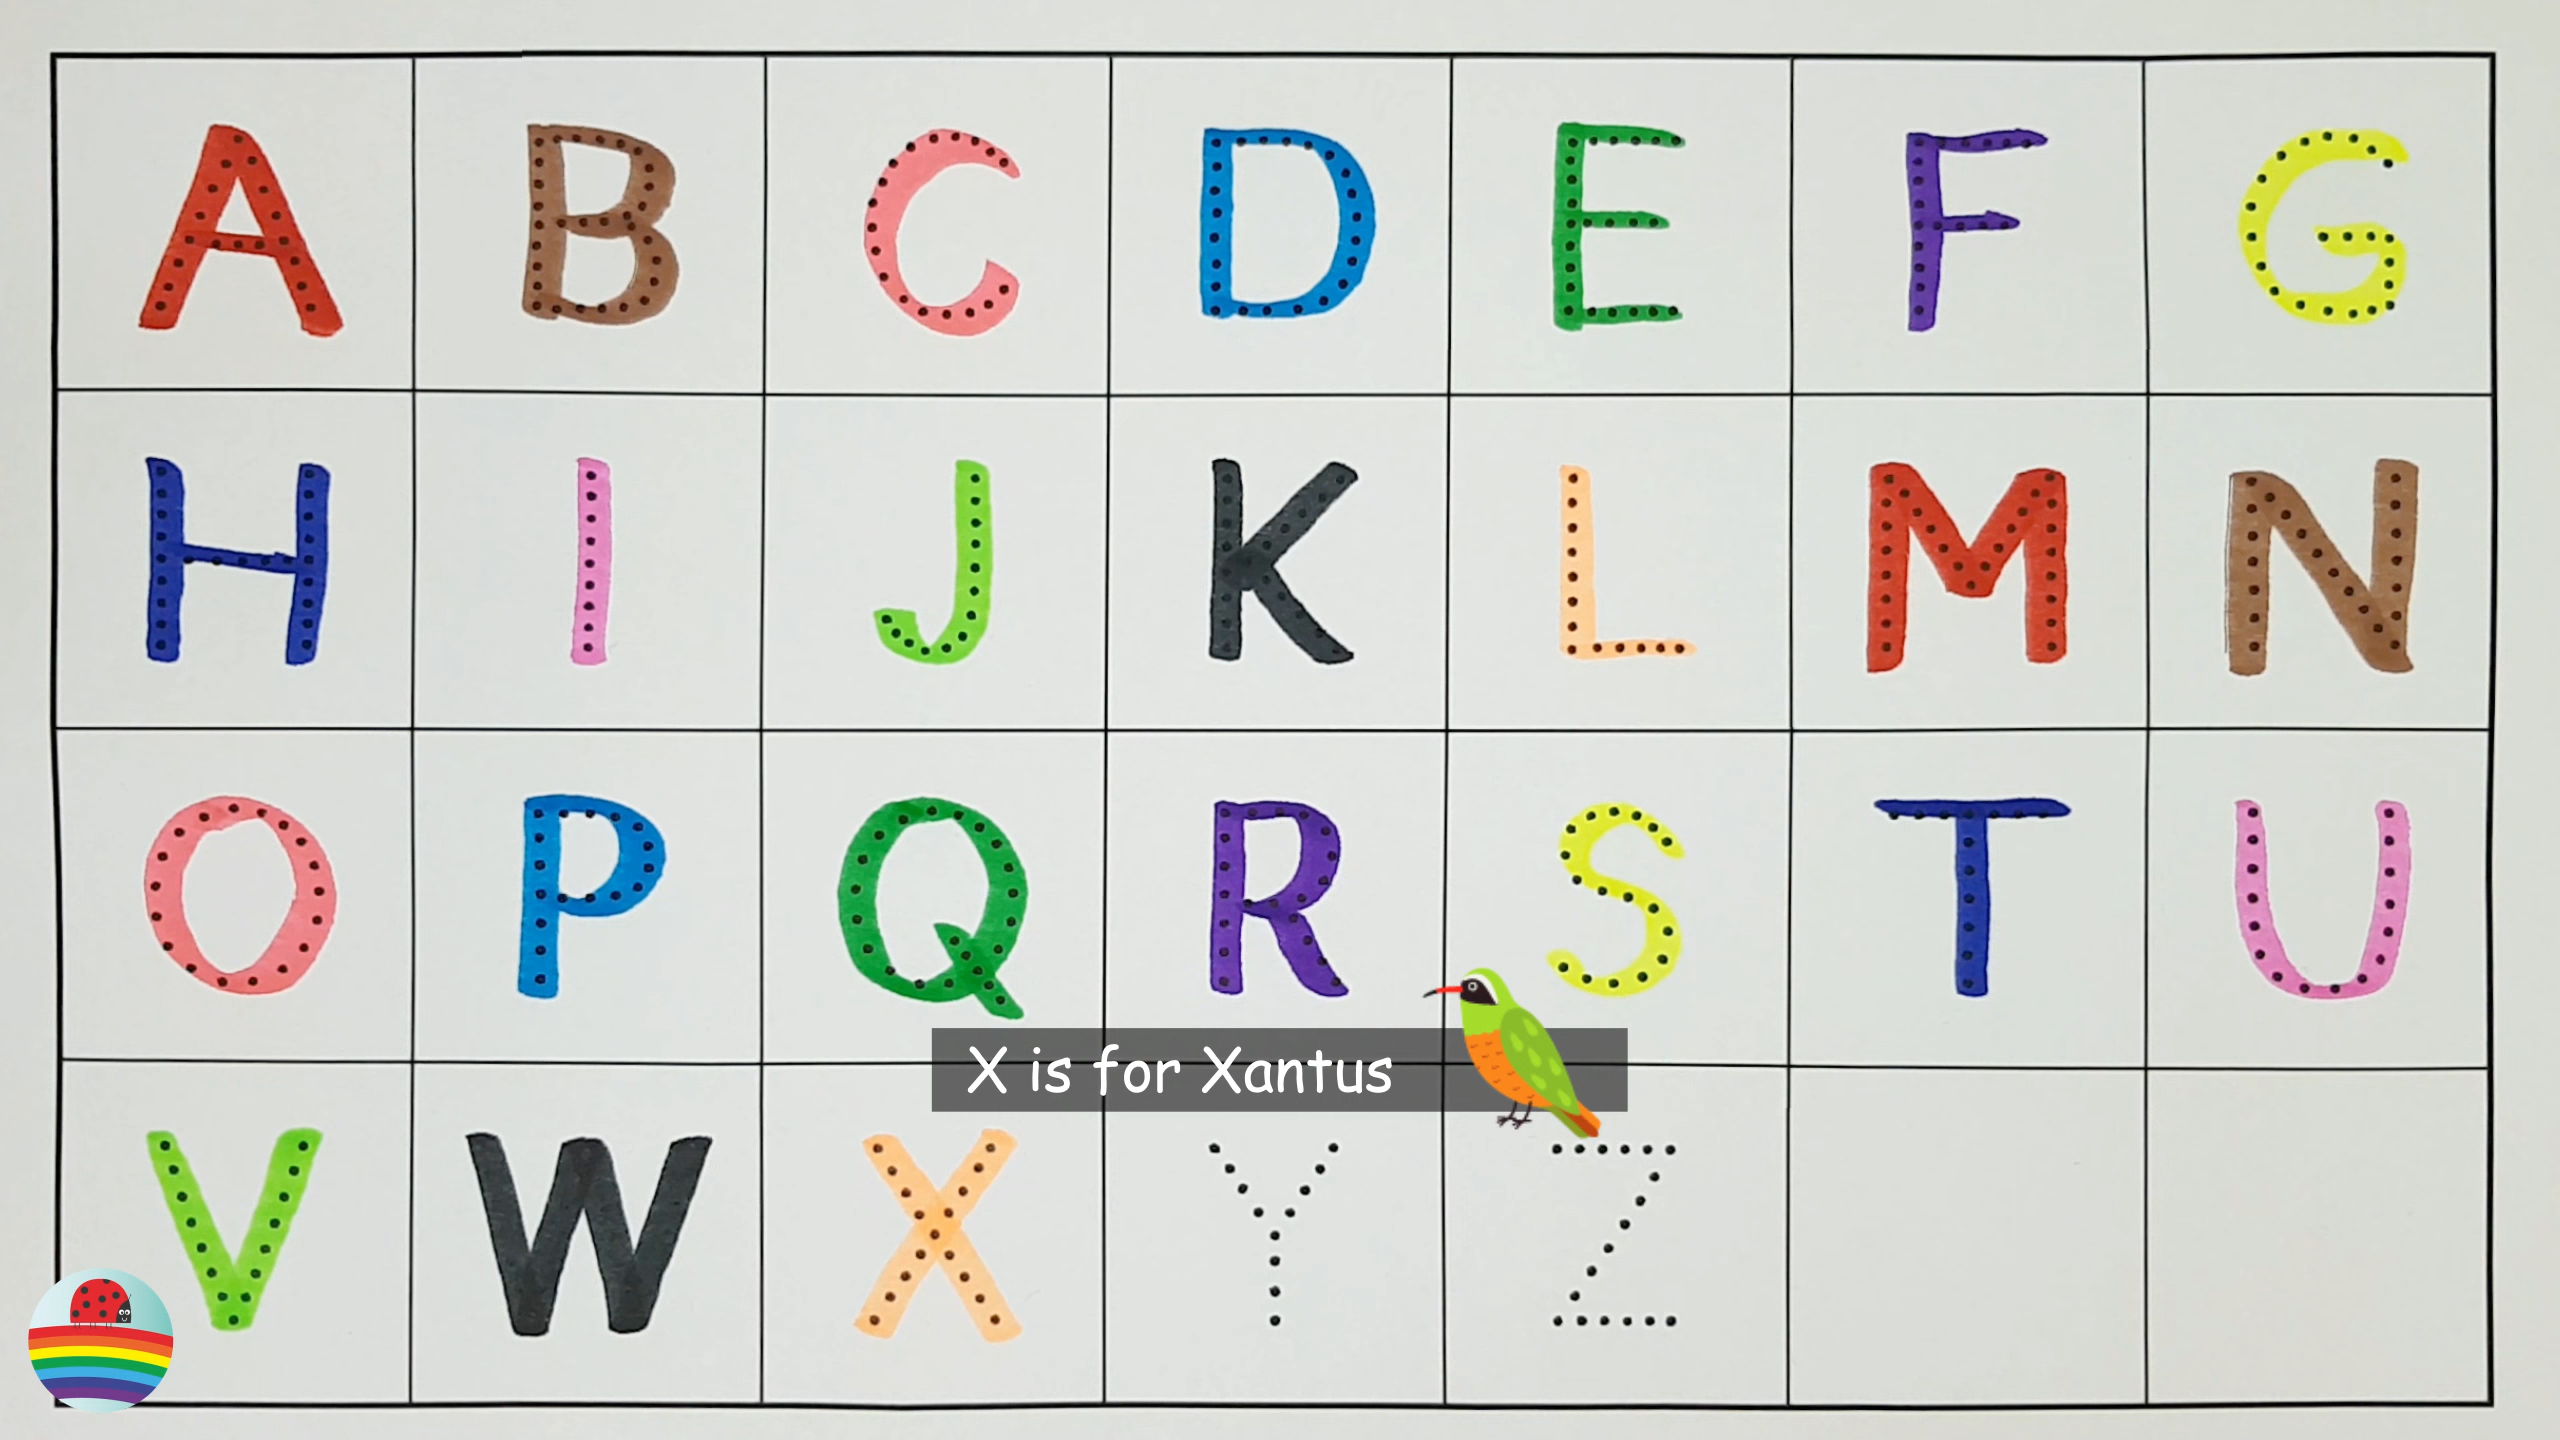 A B C D E F G
H I J K L M N
O P Q R S T U
X is for Xantus
V W X Y Z